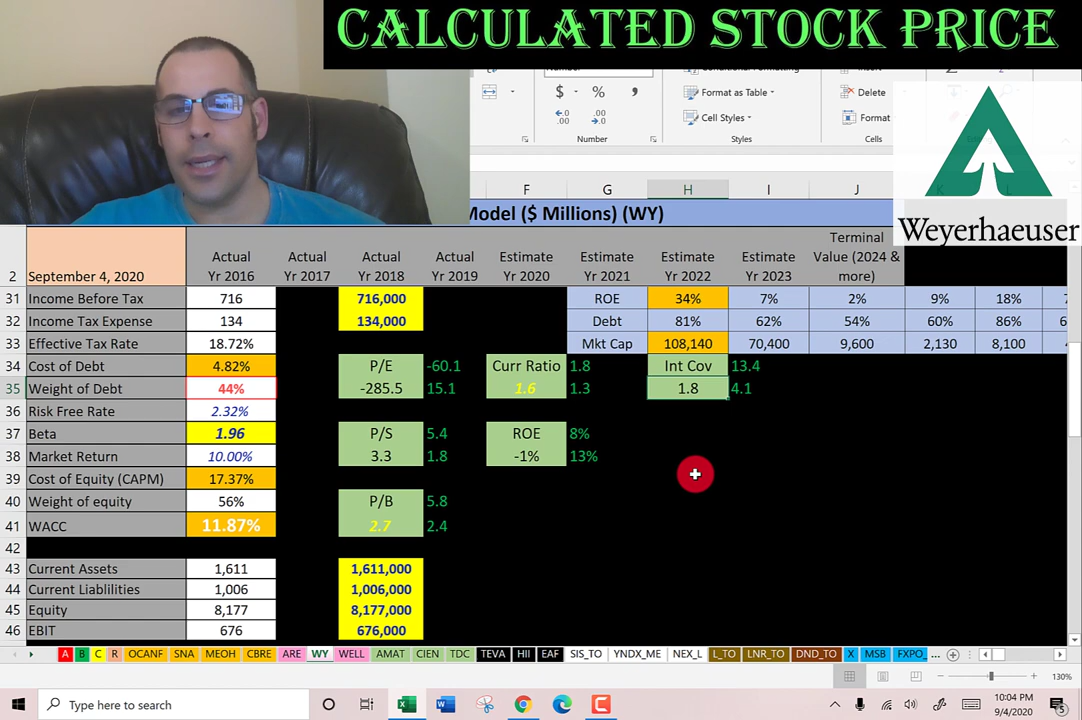 CALCULATED STOCK PRICE
Format as Table
Delete
$ % ,
Cell Styles
Format
Number Styles Cells
F G H I J
Model ($ Millions) (WY)
Weyerhaeuser
2 September 4, 2020 Actual Yr 2016 Actual Yr 2017 Actual Yr 2018 Actual Yr 2019 Estimate Yr 2020 Estimate Yr 2021 Estimate Yr 2022 Estimate Yr 2023 Terminal Value (2024 & more)
31 Income Before Tax 716 716,000 ROE 34% 7% 2% 9% 18%
32 Income Tax Expense 134 134,000 Debt 81% 62% 54% 60% 86%
33 Effective Tax Rate 18.72% Mkt Cap 108,140 70,400 9,600 2,130 8,100
34 Cost of Debt 4.82% P/E -60.1 Curr Ratio 1.8 Int Cov 13.4
35 Weight of Debt 44% -285.5 15.1 1.6 1.3 1.8 4.1
36 Risk Free Rate 2.32%
37 Beta 1.96 P/S 5.4 ROE 8%
38 Market Return 10.00% 3.3 1.8 -1% 13%
39 Cost of Equity (CAPM) 17.37%
40 Weight of equity 56% P/B 5.8
41 WACC 11.87% 2.7 2.4
42
43 Current Assets 1,611 1,611,000
44 Current Liablilities 1,006 1,006,000
45 Equity 8,177 8,177,000
46 EBIT 676 676,000
A B C R OCANF SNA MEOH CBRE ARE WY WELL AMAT CIEN TDC TEVA HII EAF SIS_TO YNDX_ME NEX_L L_TO LNR_TO DND_TO X MSB FXPO_ ...
130%
Type here to search
10:04 PM
9/4/2020